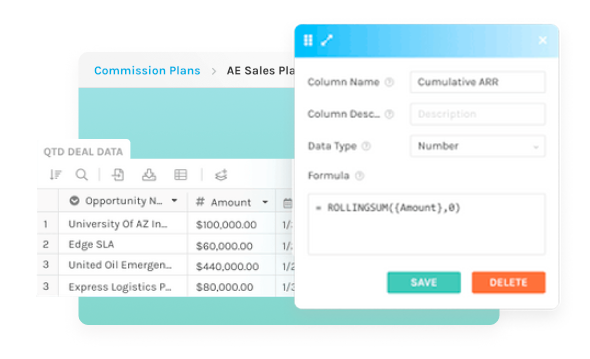 Commission Plans > AE Sales Pla
QTD DEAL DATA
Opportunity N... # Amount
1 University Of AZ In... $100,000.00 1/
2 Edge SLA $60,000.00 1/
3 United Oil Emergen... $440,000.00 1/2
3 Express Logistics P... $80,000.00 1/3
Column Name Cumulative ARR
Column Desc... Description
Data Type Number
Formula
= ROLLINGSUM({Amount},0)
SAVE DELETE